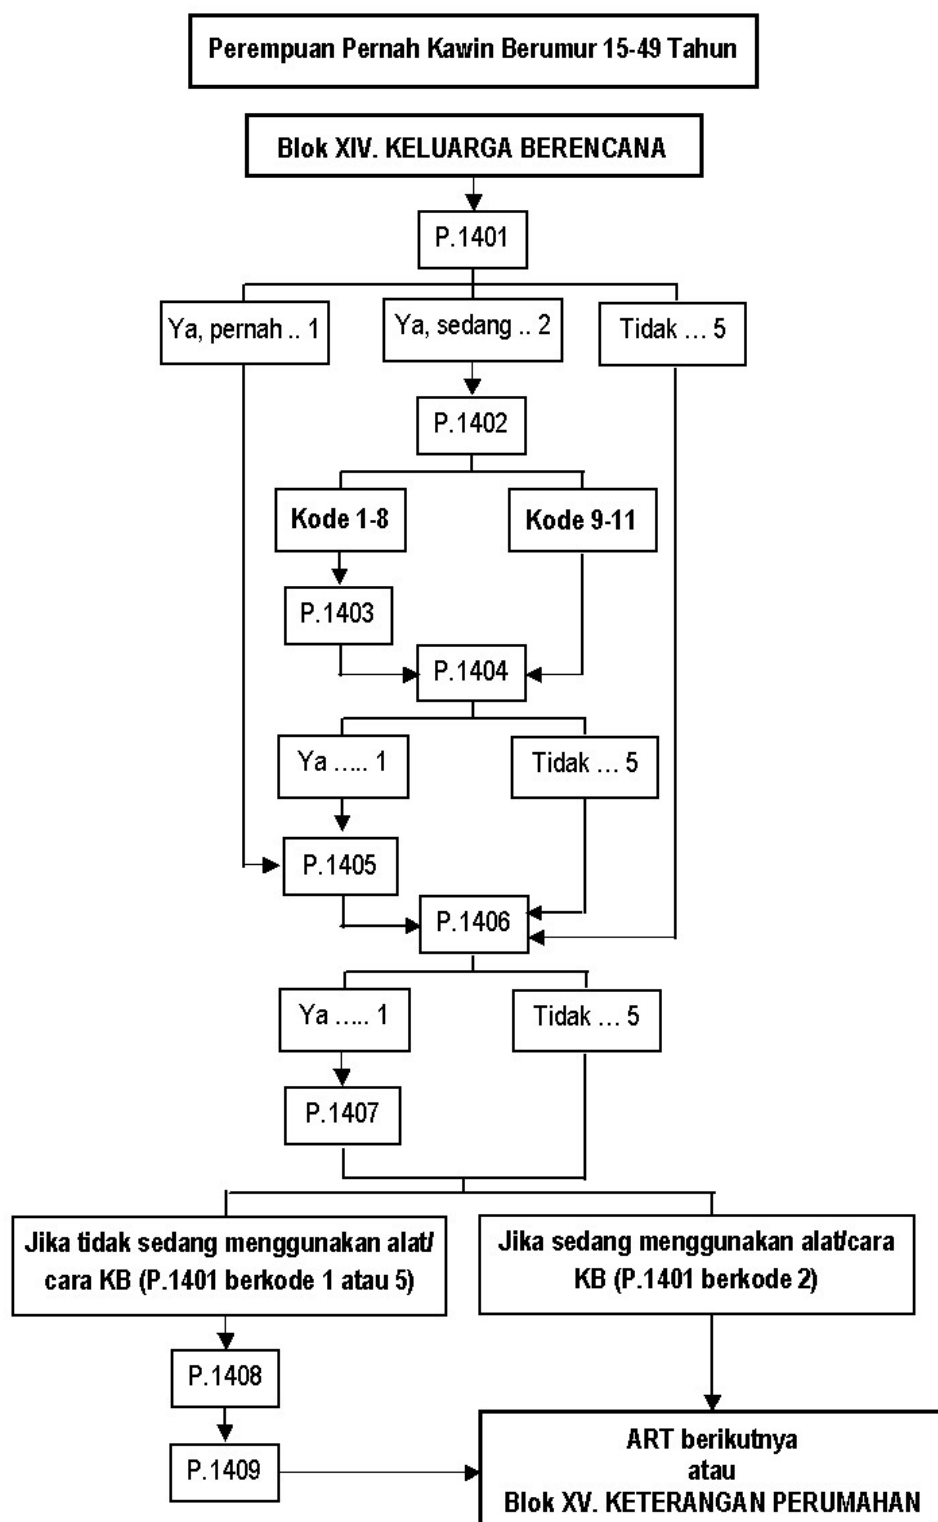 Perempuan Pernah Kawin Berumur 15-49 Tahun
Blok XIV. KELUARGA BERENCANA
P.1401
Ya, pernah .. 1
Ya, sedang .. 2
Tidak ... 5
P.1402
Kode 1-8
Kode 9-11
P.1403
P.1404
Ya ..... 1
Tidak ... 5
P.1405
P.1406
Ya ..... 1
Tidak ... 5
P.1407
Jika tidak sedang menggunakan alat/
cara KB (P.1401 berkode 1 atau 5)
Jika sedang menggunakan alat/cara
KB (P.1401 berkode 2)
P.1408
P.1409
ART berikutnya
atau
Blok XV. KETERANGAN PERUMAHAN